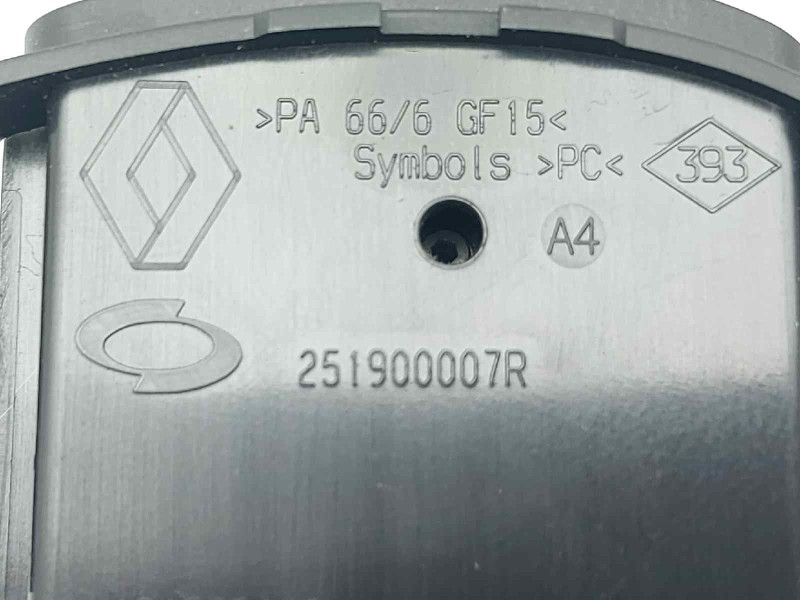 >PA 66/6 GF15<
Symbols >PC<
393
A4
251900007R